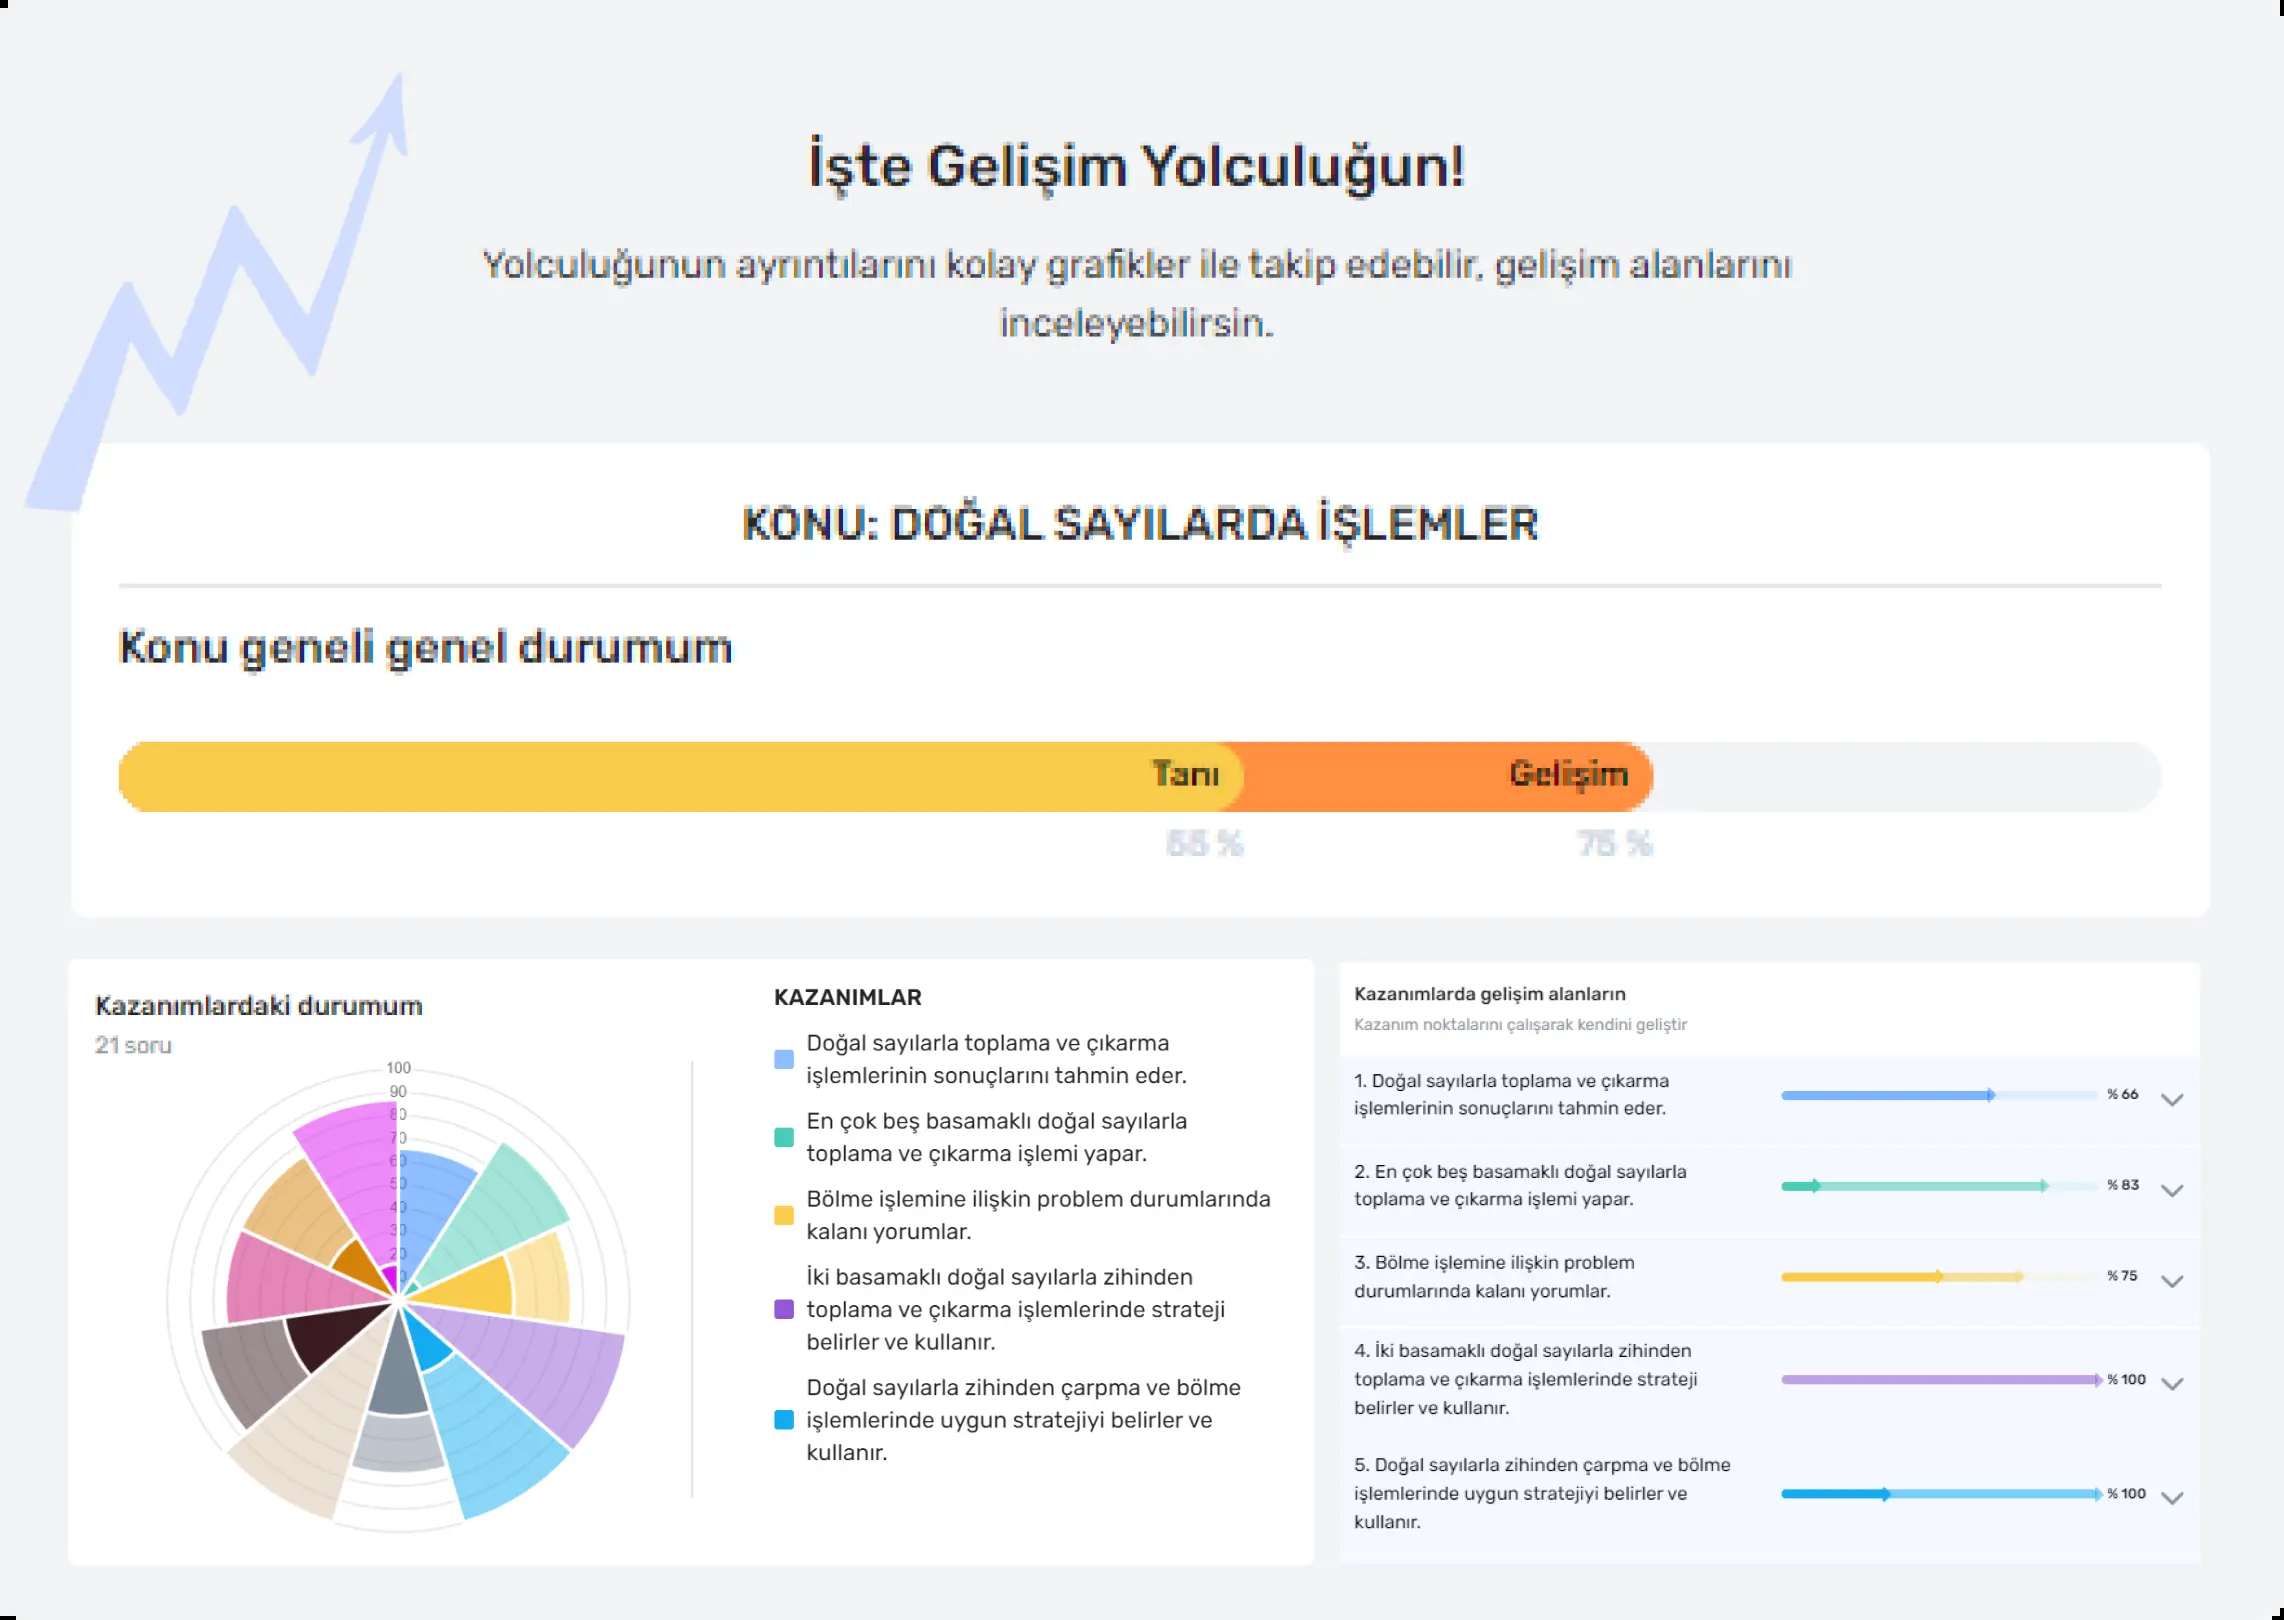 İşte Gelişim Yolculuğun!
Yolculuğunun ayrıntılarını kolay grafikler ile takip edebilir, gelişim alanlarını
inceleyebilirsin.
KONU: DOĞAL SAYILARDA İŞLEMLER
Konu geneli genel durumum
Tanı
Gelişim
55 %
75 %
Kazanımlardaki durumum
21 soru
100
90
80
70
60
50
40
30
20
KAZANIMLAR
Doğal sayılarla toplama ve çıkarma
işlemlerinin sonuçlarını tahmin eder.
En çok beş basamaklı doğal sayılarla
toplama ve çıkarma işlemi yapar.
Bölme işlemine ilişkin problem durumlarında
kalanı yorumlar.
İki basamaklı doğal sayılarla zihinden
toplama ve çıkarma işlemlerinde strateji
belirler ve kullanır.
Doğal sayılarla zihinden çarpma ve bölme
işlemlerinde uygun stratejiyi belirler ve
kullanır.
Kazanımlarda gelişim alanların
Kazanım noktalarını çalışarak kendini geliştir
1. Doğal sayılarla toplama ve çıkarma
işlemlerinin sonuçlarını tahmin eder.
% 66
2. En çok beş basamaklı doğal sayılarla
toplama ve çıkarma işlemi yapar.
% 83
3. Bölme işlemine ilişkin problem
durumlarında kalanı yorumlar.
% 75
4. İki basamaklı doğal sayılarla zihinden
toplama ve çıkarma işlemlerinde strateji
belirler ve kullanır.
% 100
5. Doğal sayılarla zihinden çarpma ve bölme
işlemlerinde uygun stratejiyi belirler ve
kullanır.
% 100